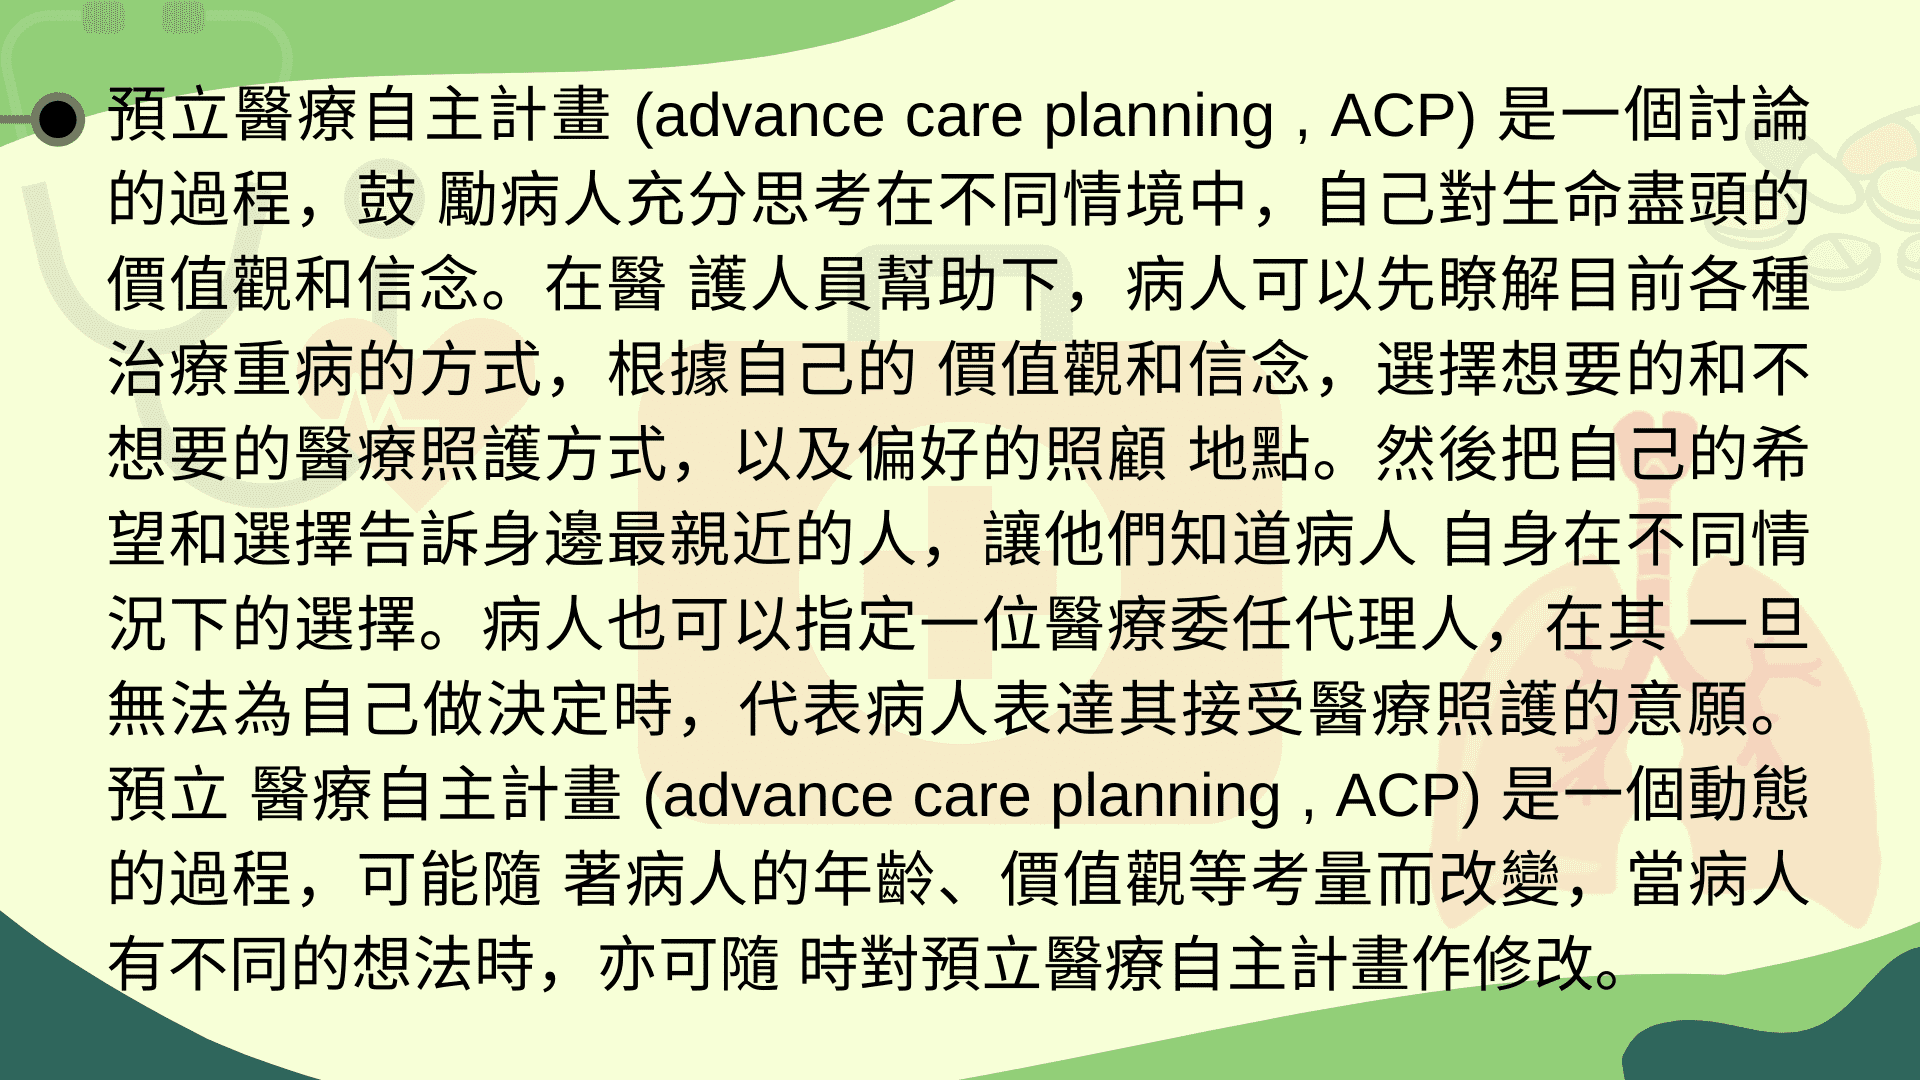 預立醫療自主計畫 (advance care planning , ACP) 是一個討論
的過程，鼓 勵病人充分思考在不同情境中，自己對生命盡頭的
價值觀和信念。在醫 護人員幫助下，病人可以先瞭解目前各種
治療重病的方式，根據自己的 價值觀和信念，選擇想要的和不
想要的醫療照護方式，以及偏好的照顧 地點。然後把自己的希
望和選擇告訴身邊最親近的人，讓他們知道病人 自身在不同情
況下的選擇。病人也可以指定一位醫療委任代理人，在其 一旦
無法為自己做決定時，代表病人表達其接受醫療照護的意願。
預立 醫療自主計畫 (advance care planning , ACP) 是一個動態
的過程，可能隨 著病人的年齡、價值觀等考量而改變，當病人
有不同的想法時，亦可隨 時對預立醫療自主計畫作修改。